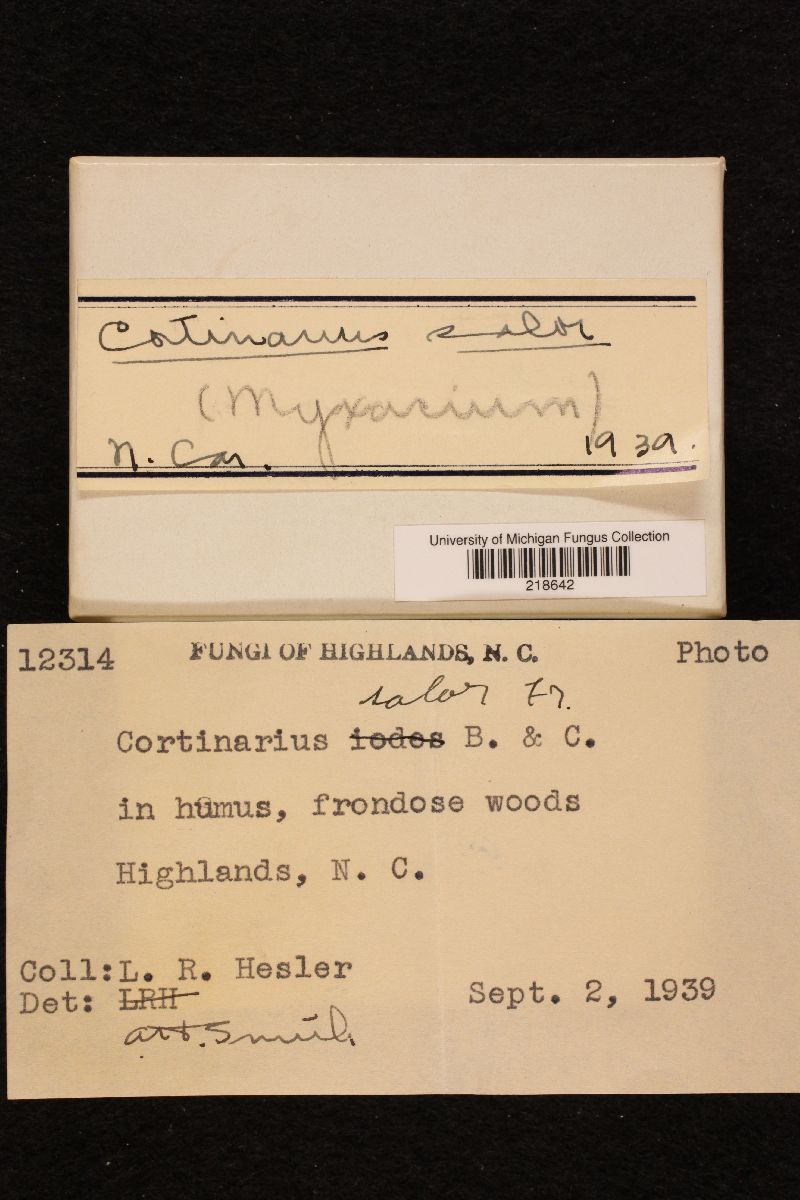 Cortinarius salor
(Myxacium)
N. Car. 1939.
University of Michigan Fungus Collection
218642
12314 FUNGI OF HIGHLANDS, N. C. Photo
salor Fr.
Cortinarius iodes B. & C.
in humus, frondose woods
Highlands, N. C.
Coll: L. R. Hesler
Det: LRH Sept. 2, 1939
AH. Smith